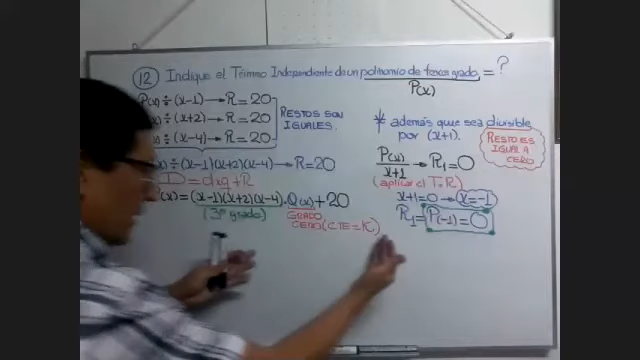 12 Indique el Término Independiente de un polinomio de tercer grado = ?
P(x)
P(x) ÷ (x-1) → R = 20
(x) ÷ (x+2) → R = 20
(x) ÷ (x-4) → R = 20
RESTOS SON
IGUALES.
(x) ÷ (x-1)(x+2)(x-4) → R = 20
D = d×q + R
(x) = (x-1)(x+2)(x-4) . Q(x) + 20
(3er grado)
GRADO
CERO (CTE = K)
* además que sea divisible
por (x+1).
RESTO ES
IGUAL A
CERO
P(x)
x+1 → R₁ = 0
(aplicar el T.R)
x+1=0 → x=-1
R₁ = P(-1) = 0